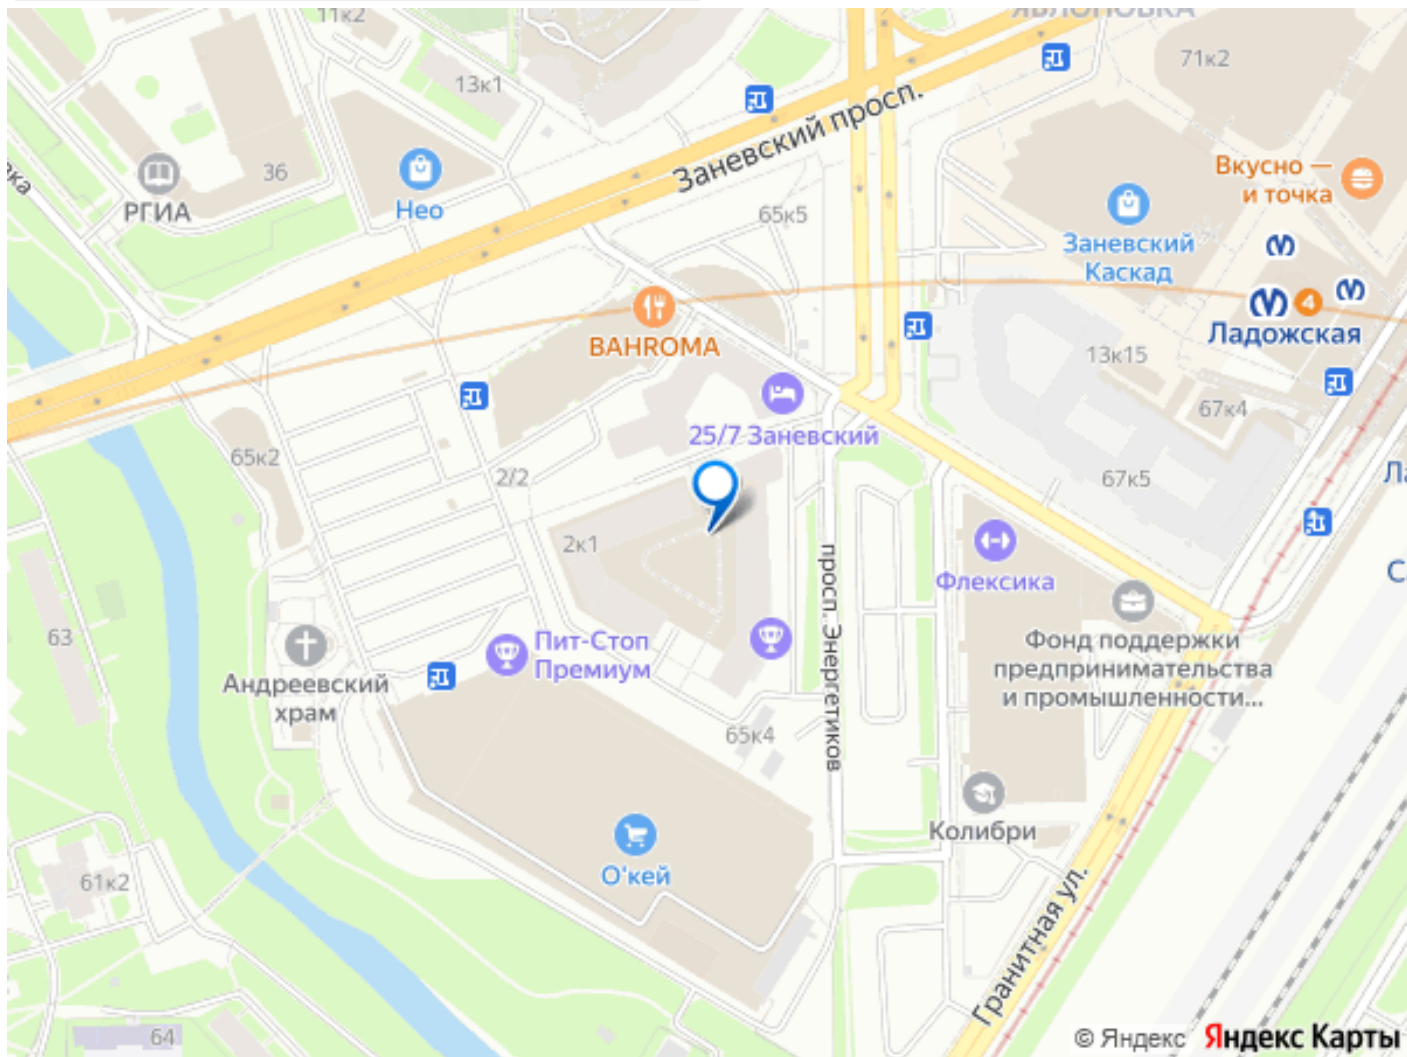 11к2
ЯБЛОНОВКА
71к2
13к1
Заневский просп.
Вкусно —
и точка
36
РГИА
Нео
65к5
Заневский
Каскад
BAHROMA
4
Ладожская
13к15
67к4
25/7 Заневский
65к2
2/2
67к5
2к1
Флексика
просп. Энергетиков
63
Пит-Стоп
Премиум
Фонд поддержки
предпринимательства
и промышленности...
Андреевский
храм
65к4
Колибри
О'кей
61к2
Гранитная ул.
64
© Яндекс Яндекс Карты